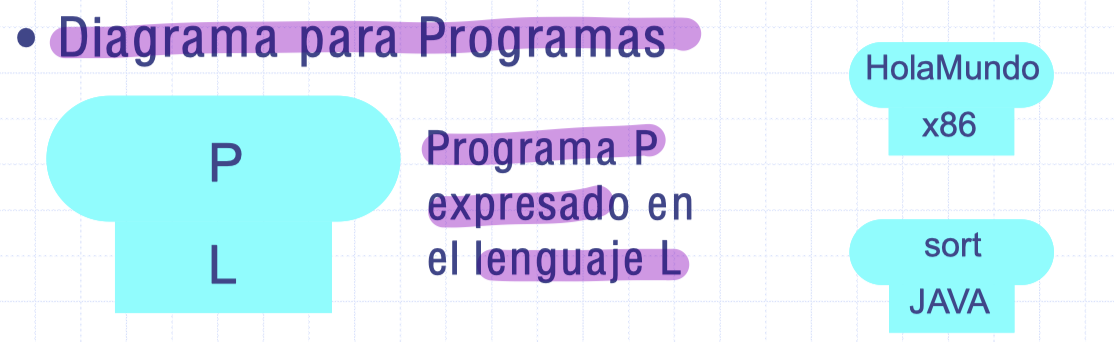 • Diagrama para Programas
P
L
Programa P
expresado en
el lenguaje L
HolaMundo
x86
sort
JAVA